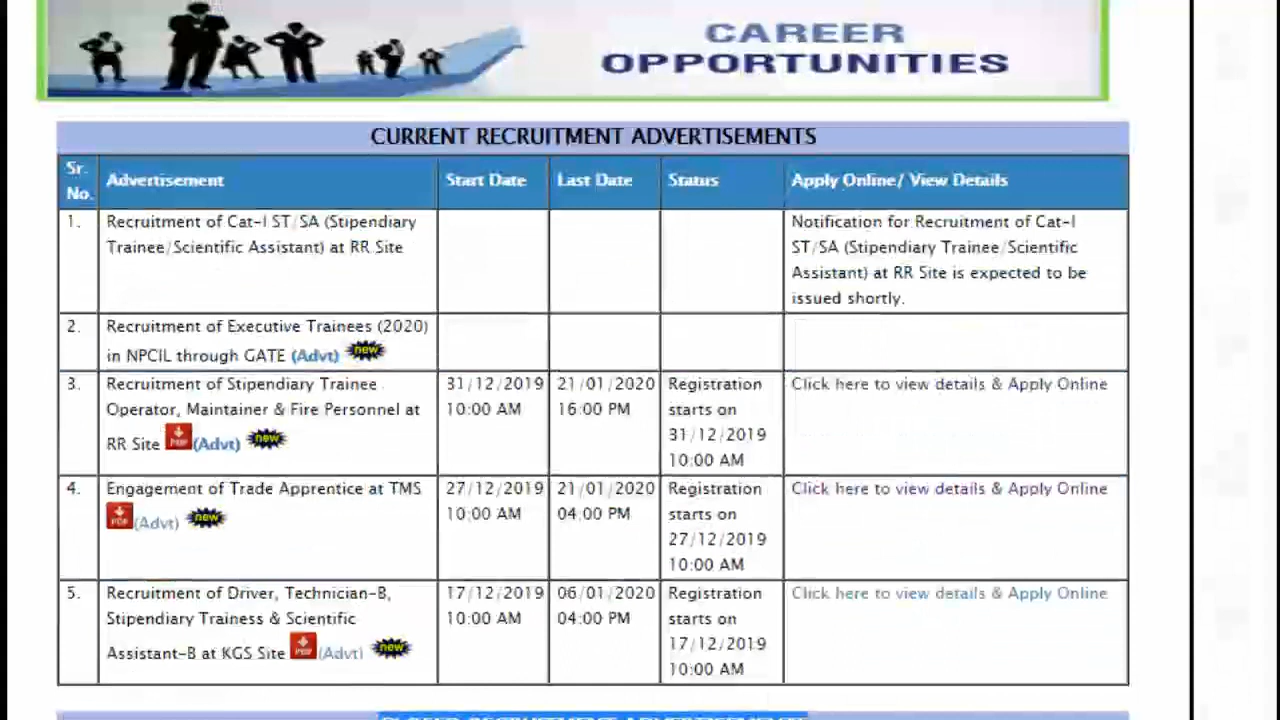 CAREER
OPPORTUNITIES
CURRENT RECRUITMENT ADVERTISEMENTS
Sr. No. Advertisement Start Date Last Date Status Apply Online/ View Details
1. Recruitment of Cat-I ST/SA (Stipendiary
Trainee/Scientific Assistant) at RR Site
Notification for Recruitment of Cat-I
ST/SA (Stipendiary Trainee/Scientific
Assistant) at RR Site is expected to be
issued shortly.
2. Recruitment of Executive Trainees (2020)
in NPCIL through GATE (Advt) new
3. Recruitment of Stipendiary Trainee
Operator, Maintainer & Fire Personnel at
RR Site PDF (Advt) new
31/12/2019
10:00 AM
21/01/2020
16:00 PM
Registration
starts on
31/12/2019
10:00 AM
Click here to view details & Apply Online
4. Engagement of Trade Apprentice at TMS
PDF (Advt) new
27/12/2019
10:00 AM
21/01/2020
04:00 PM
Registration
starts on
27/12/2019
10:00 AM
Click here to view details & Apply Online
5. Recruitment of Driver, Technician-B,
Stipendiary Trainess & Scientific
Assistant-B at KGS Site PDF (Advt) new
17/12/2019
10:00 AM
06/01/2020
04:00 PM
Registration
starts on
17/12/2019
10:00 AM
Click here to view details & Apply Online